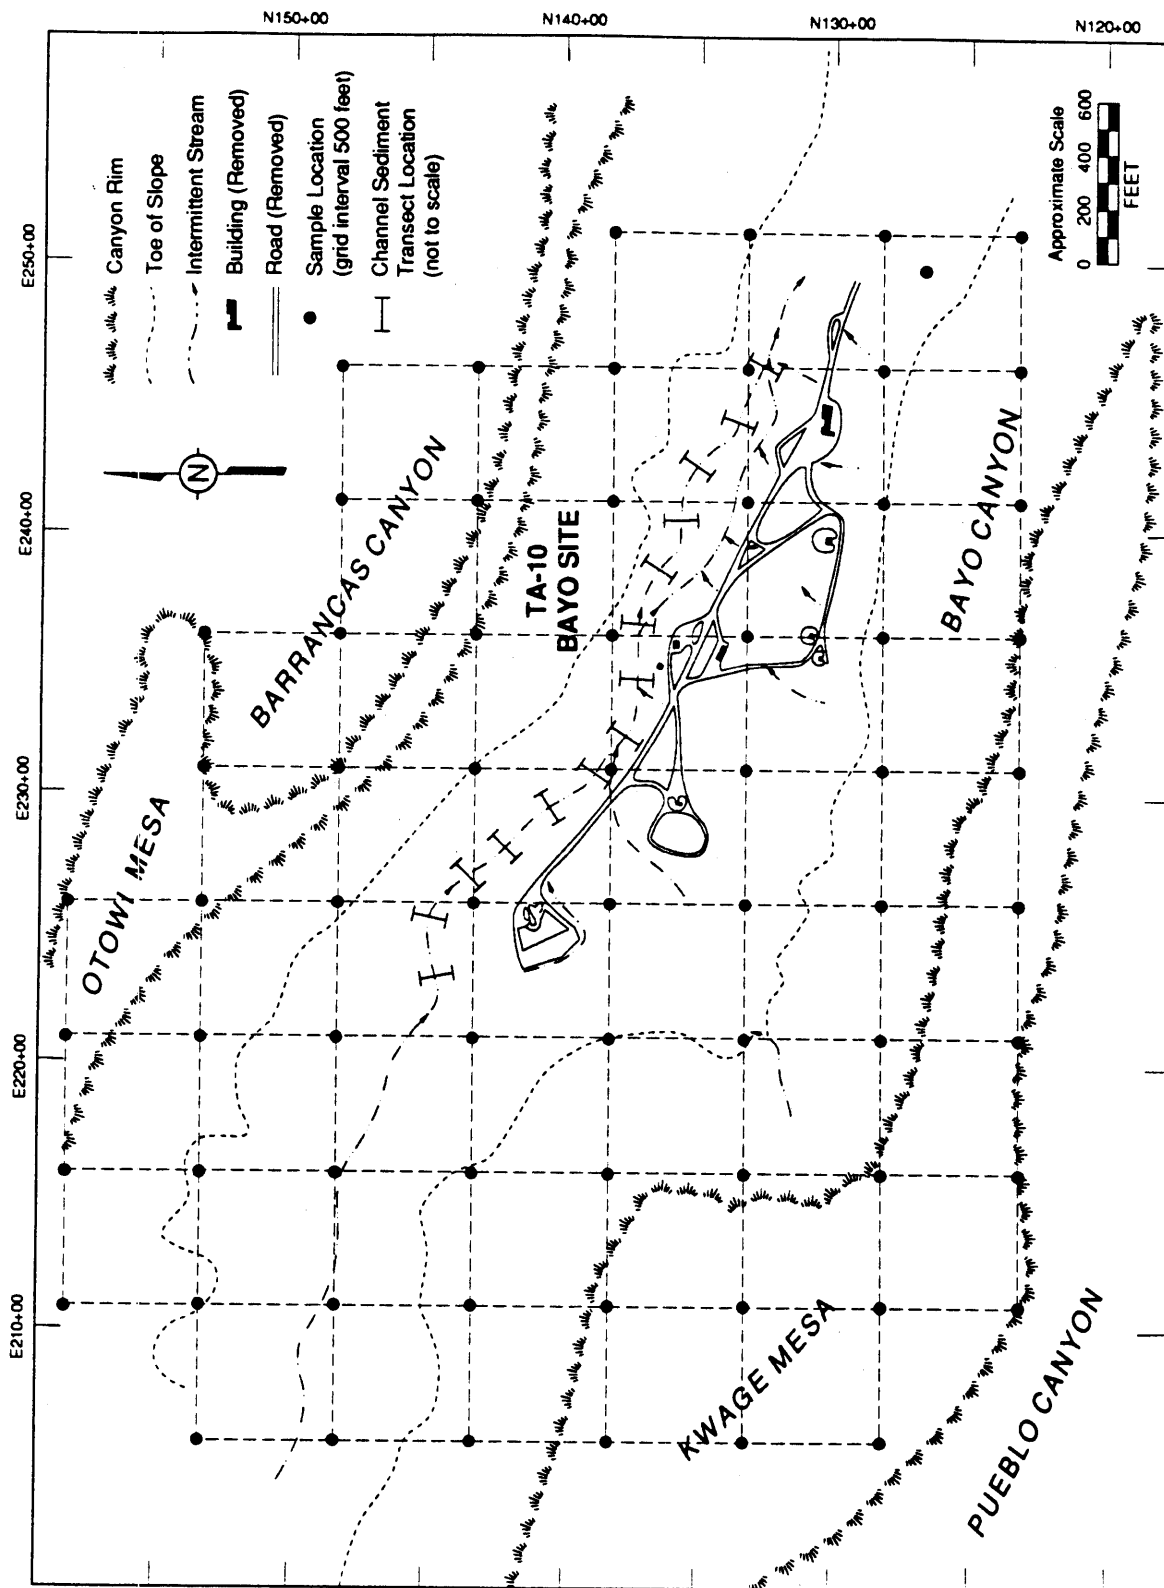 N150+00
N140+00
N130+00
N120+00
E250+00
E240+00
E230+00
E220+00
E210+00
Canyon Rim
Toe of Slope
Intermittent Stream
Building (Removed)
Road (Removed)
Sample Location
(grid interval 500 feet)
Channel Sediment
Transect Location
(not to scale)
N
Approximate Scale
0 200 400 600
FEET
BARRANCAS CANYON
TA-10
BAYO SITE
BAYO CANYON
OTOWI MESA
KWAGE MESA
PUEBLO CANYON